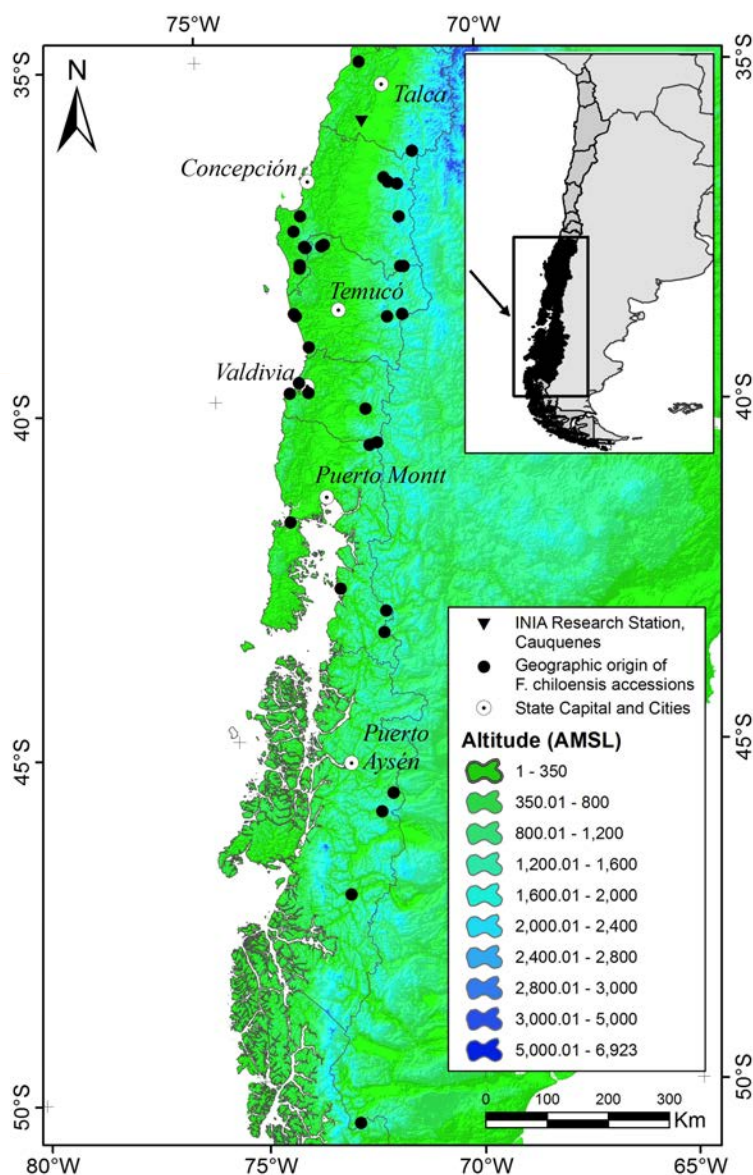 75°W
70°W
35°S
35°S
N
Talca
Concepción
Temucó
Valdivia
40°S
40°S
Puerto Montt
INIA Research Station,
Cauquenes
Geographic origin of
F. chiloensis accessions
State Capital and Cities
Puerto
Aysén
45°S
45°S
Altitude (AMSL)
1 - 350
350.01 - 800
800.01 - 1,200
1,200.01 - 1,600
1,600.01 - 2,000
2,000.01 - 2,400
2,400.01 - 2,800
2,800.01 - 3,000
3,000.01 - 5,000
5,000.01 - 6,923
50°S
50°S
0 100 200 300
Km
80°W
75°W
70°W
65°W